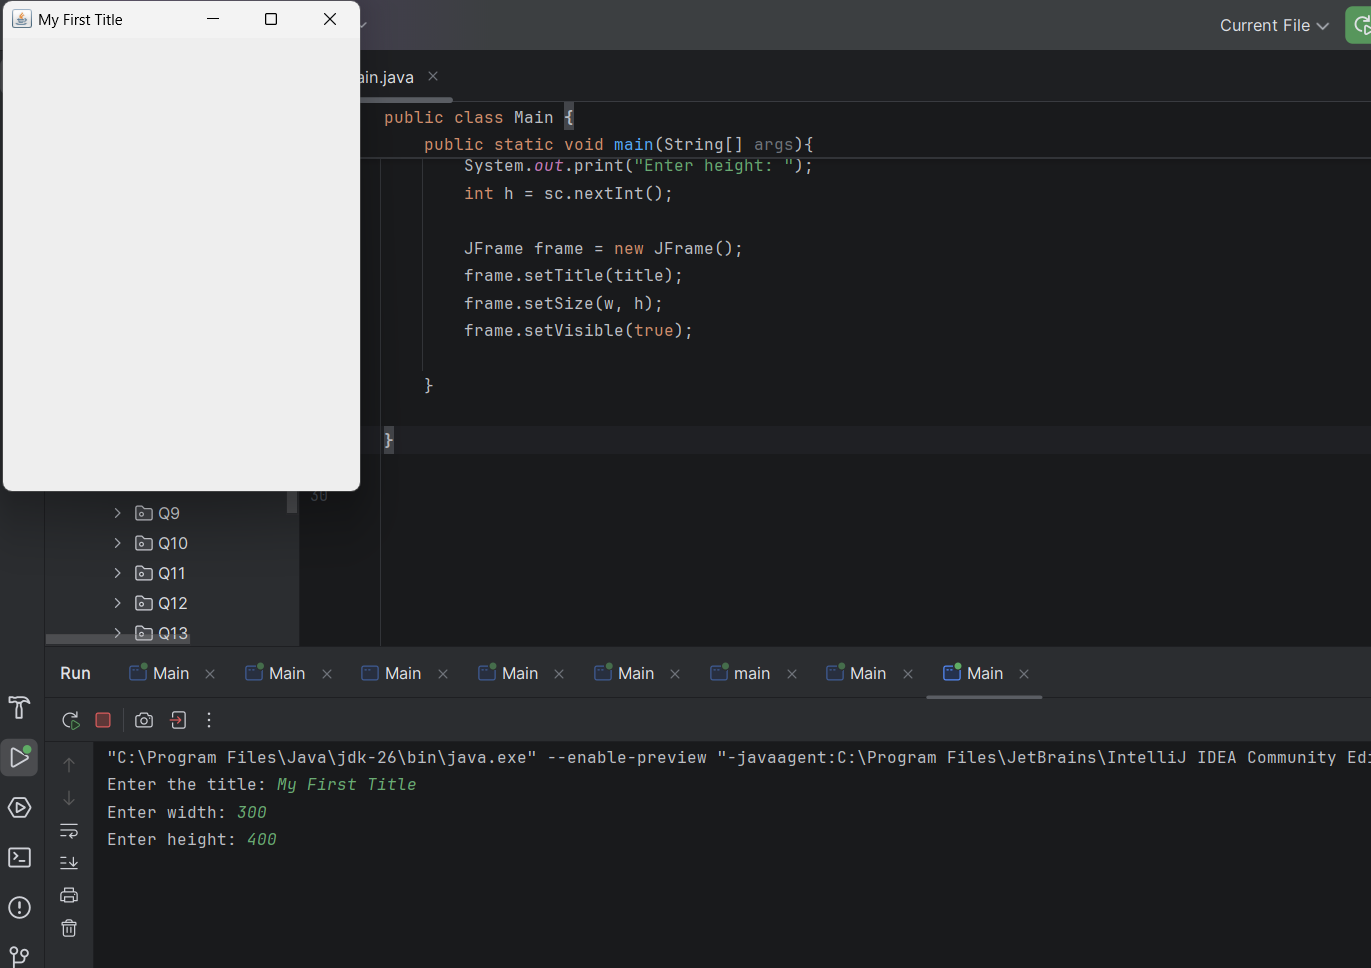 My First Title
Current File
ain.java
public class Main {
public static void main(String[] args){
System.out.print("Enter height: ");
int h = sc.nextInt();
JFrame frame = new JFrame();
frame.setTitle(title);
frame.setSize(w, h);
frame.setVisible(true);
}
}
30
Q9
Q10
Q11
Q12
Q13
Run Main Main Main Main Main main Main Main
"C:\Program Files\Java\jdk-26\bin\java.exe" --enable-preview "-javaagent:C:\Program Files\JetBrains\IntelliJ IDEA Community Edi
Enter the title: My First Title
Enter width: 300
Enter height: 400